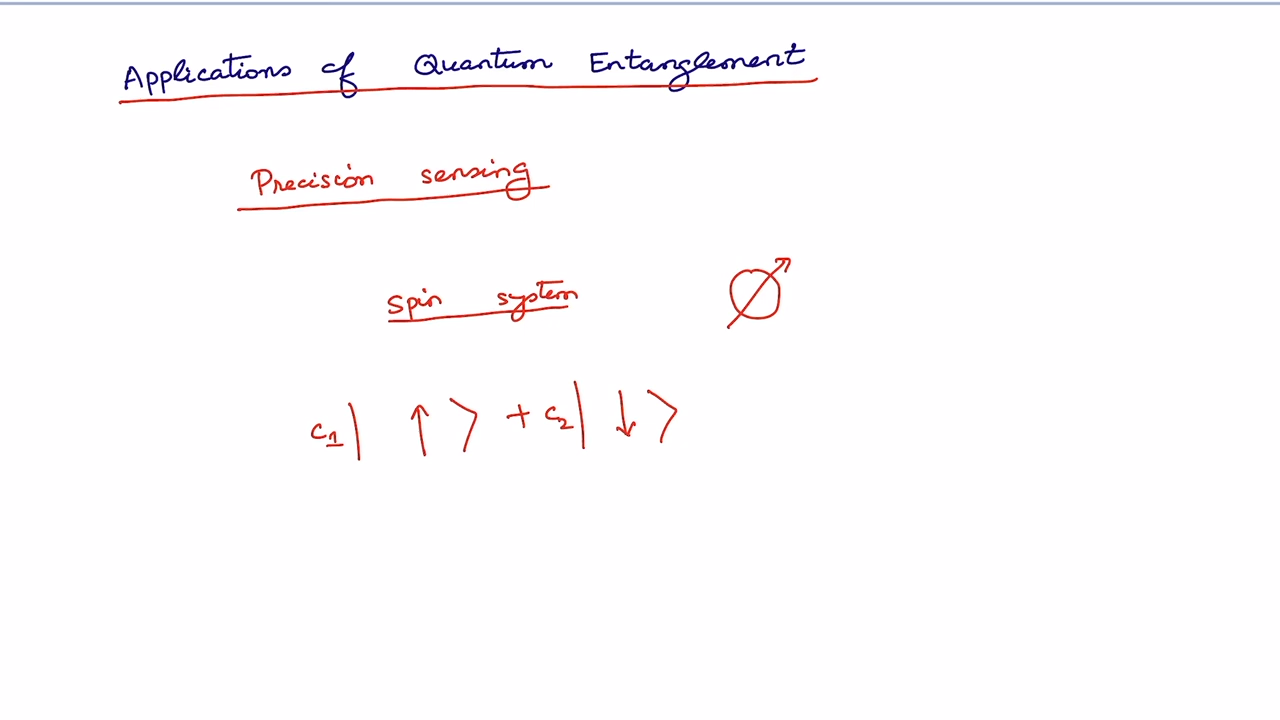 Applications of Quantum Entanglement
Precision sensing
spin system
c₁| ↑ ⟩ + c₂| ↓ ⟩